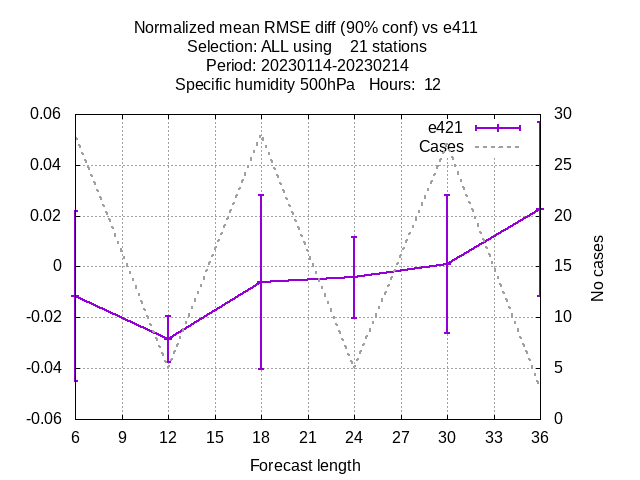 Normalized mean RMSE diff (90% conf) vs e411
Selection: ALL using    21 stations
Period: 20230114-20230214
Specific humidity 500hPa   Hours:  12
e421
Cases
0.06
0.04
0.02
0
-0.02
-0.04
-0.06
30
25
20
15
10
5
0
No cases
6 9 12 15 18 21 24 27 30 33 36
Forecast length